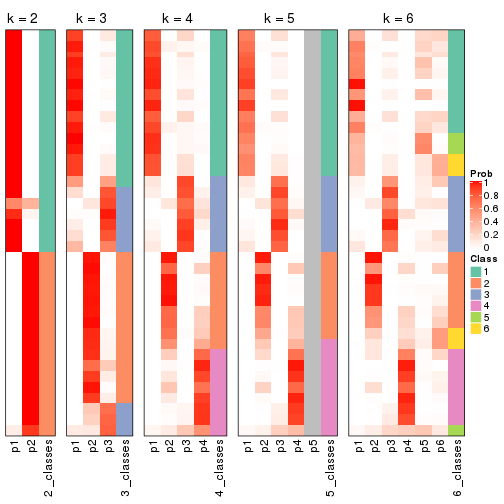 k = 2
k = 3
k = 4
k = 5
k = 6
p1
p2
2_classes
p1
p2
p3
3_classes
p1
p2
p3
p4
4_classes
p1
p2
p3
p4
p5
5_classes
p1
p2
p3
p4
p5
p6
6_classes
Prob
1
0.8
0.6
0.4
0.2
0
Class
1
2
3
4
5
6